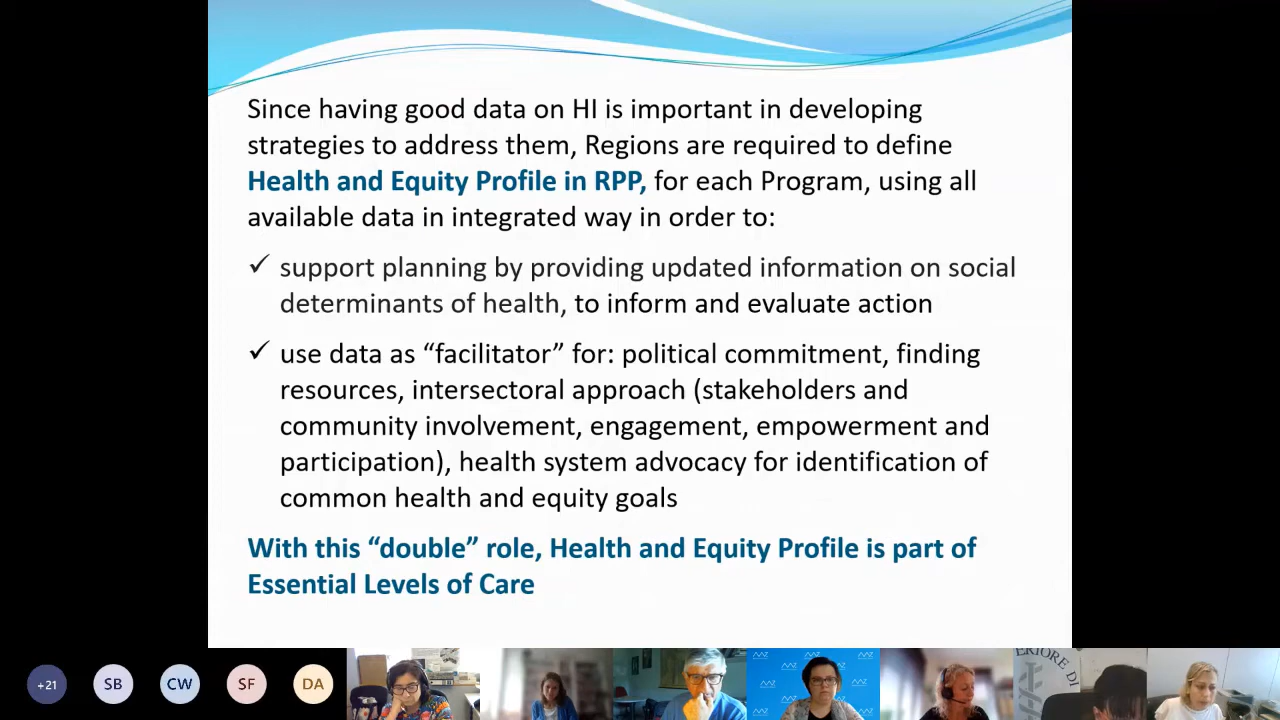 Since having good data on HI is important in developing
strategies to address them, Regions are required to define
Health and Equity Profile in RPP, for each Program, using all
available data in integrated way in order to:
✓ support planning by providing updated information on social
determinants of health, to inform and evaluate action
✓ use data as “facilitator” for: political commitment, finding
resources, intersectoral approach (stakeholders and
community involvement, engagement, empowerment and
participation), health system advocacy for identification of
common health and equity goals
With this “double” role, Health and Equity Profile is part of
Essential Levels of Care
+21
SB
CW
SF
DA
ERIORE DI